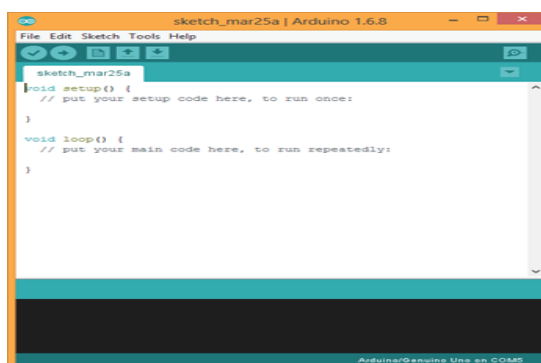 sketch_mar25a | Arduino 1.6.8
File Edit Sketch Tools Help
sketch_mar25a
void setup() {
// put your setup code here, to run once:
}
void loop() {
// put your main code here, to run repeatedly:
}
Arduino/Genuino Uno on COM5